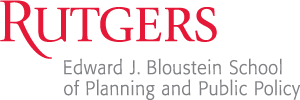 RUTGERS
Edward J. Bloustein School
of Planning and Public Policy